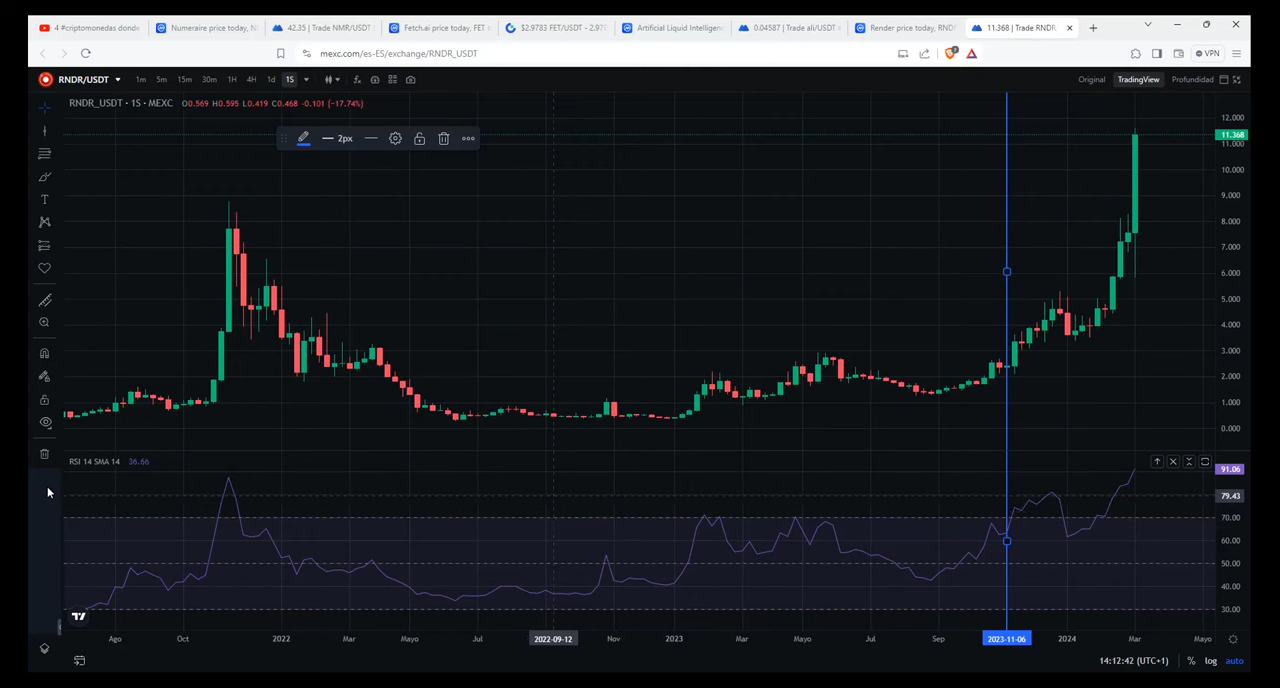 4 #criptomonedas donde
Numeraire price today, N
42.35 | Trade NMR/USDT
Fetch.ai price today, FET t
$2.9783 FET/USDT - 2.97
Artificial Liquid Intelligenc
0.04587 | Trade ali/USDT
Render price today, RND
11.368 | Trade RNDR
mexc.com/es-ES/exchange/RNDR_USDT
VPN
RNDR/USDT
1m 5m 15m 30m 1H 4H 1d 1S
Original TradingView Profundidad
RNDR_USDT · 1S · MEXC O0.569 H0.595 L0.419 C0.468 -0.101 (-17.74%)
2px
12.000
11.368
11.000
10.000
9.000
8.000
7.000
6.000
5.000
4.000
3.000
2.000
1.000
0.000
RSI 14 SMA 14 36.66
91.06
79.43
70.00
60.00
50.00
40.00
30.00
Ago Oct 2022 Mar Mayo Jul 2022-09-12 Nov 2023 Mar Mayo Jul Sep 2023-11-06 2024 Mar Mayo
14:12:42 (UTC+1) % log auto